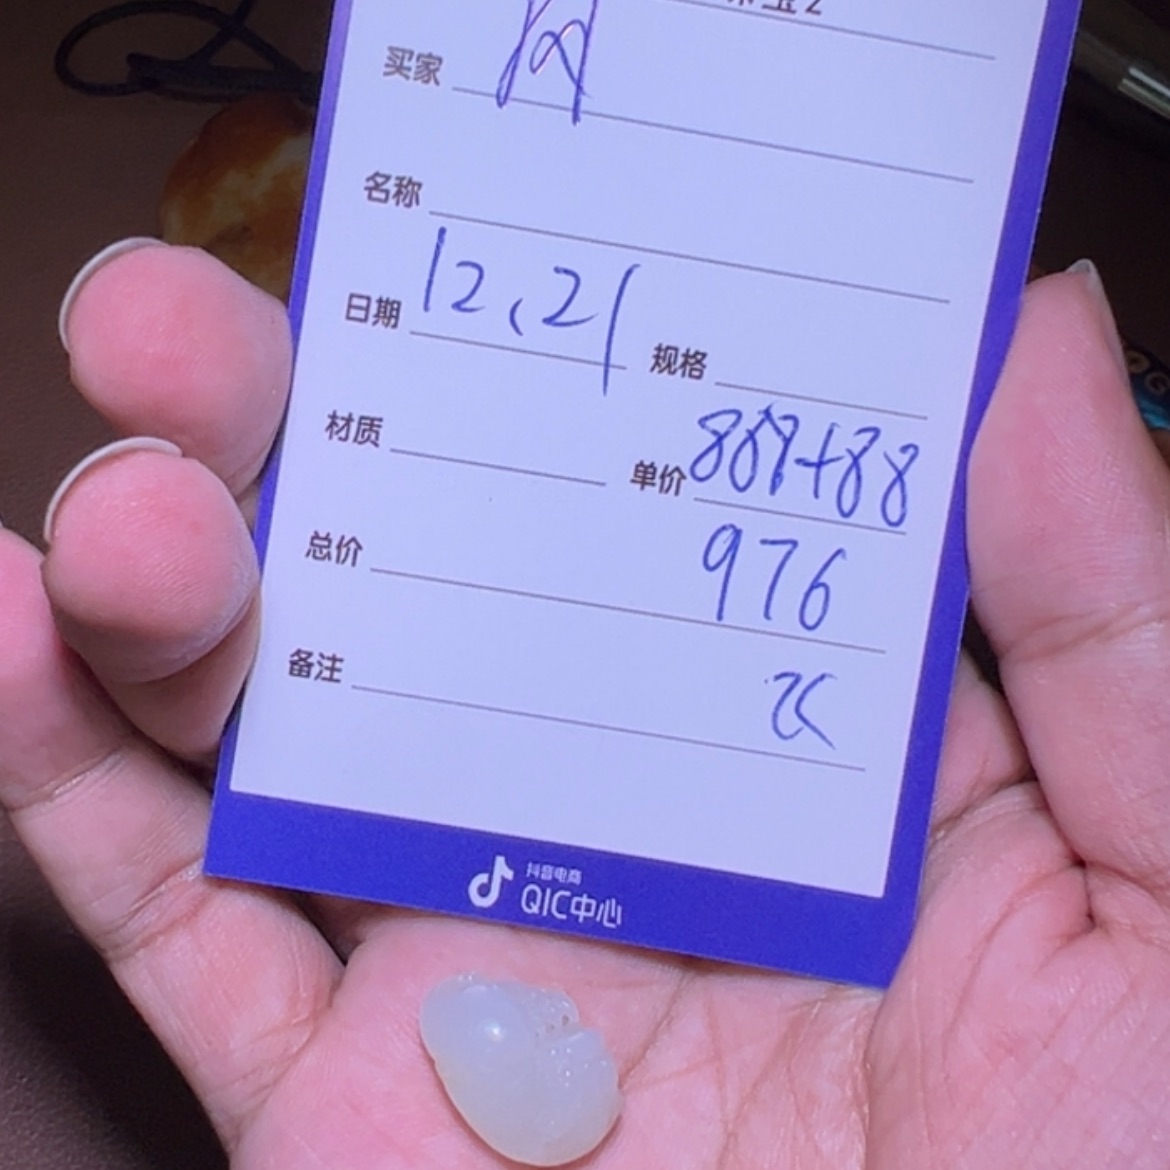 买家
名称
日期 12、21 规格
材质 单价 888+88
总价 976
备注
抖音电商
QIC中心